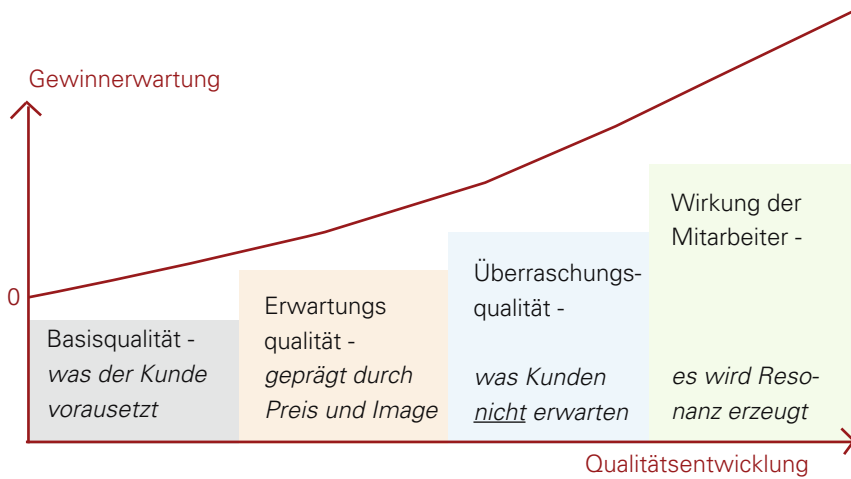 Gewinnerwartung
0
Basisqualität -
was der Kunde
vorausetzt
Erwartungs
qualität -
geprägt durch
Preis und Image
Überraschungs-
qualität -
was Kunden
nicht erwarten
Wirkung der
Mitarbeiter -
es wird Reso-
nanz erzeugt
Qualitätsentwicklung